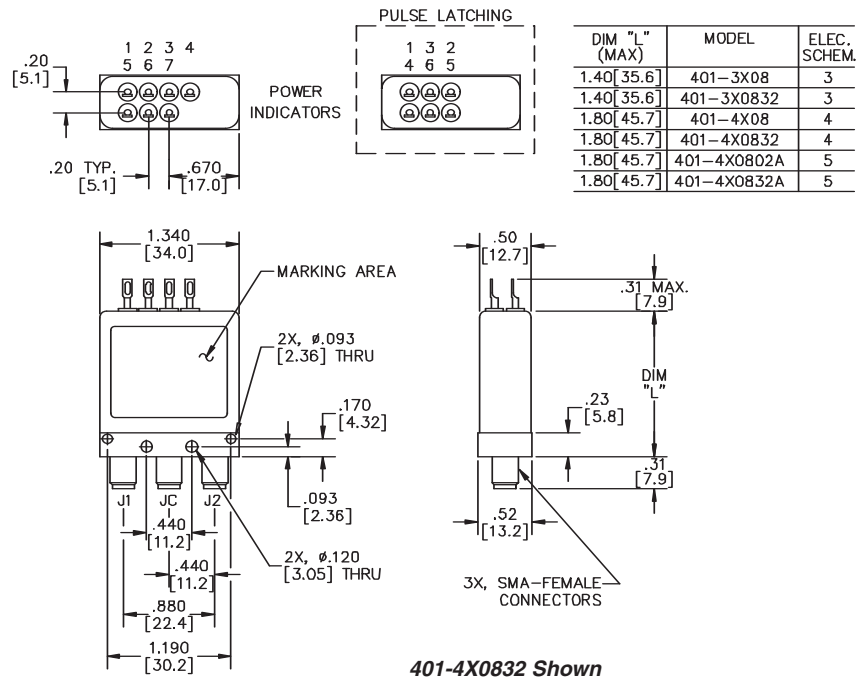 PULSE LATCHING
1 2 3 4
5 6 7
.20
[5.1]
POWER
INDICATORS
.20 TYP.
[5.1]
.670
[17.0]
1 3 2
4 6 5
DIM "L"
(MAX)
MODEL
ELEC.
SCHEM.
1.40[35.6] 401-3X08 3
1.40[35.6] 401-3X0832 3
1.80[45.7] 401-4X08 4
1.80[45.7] 401-4X0832 4
1.80[45.7] 401-4X0802A 5
1.80[45.7] 401-4X0832A 5
1.340
[34.0]
MARKING AREA
2X, ø.093
[2.36] THRU
.170
[4.32]
.093
[2.36]
J1 JC J2
.440
[11.2]
2X, ø.120
[3.05] THRU
.440
[11.2]
.880
[22.4]
1.190
[30.2]
.50
[12.7]
.31 MAX.
[7.9]
DIM
"L"
.23
[5.8]
.31
[7.9]
.52
[13.2]
3X, SMA-FEMALE
CONNECTORS
401-4X0832 Shown